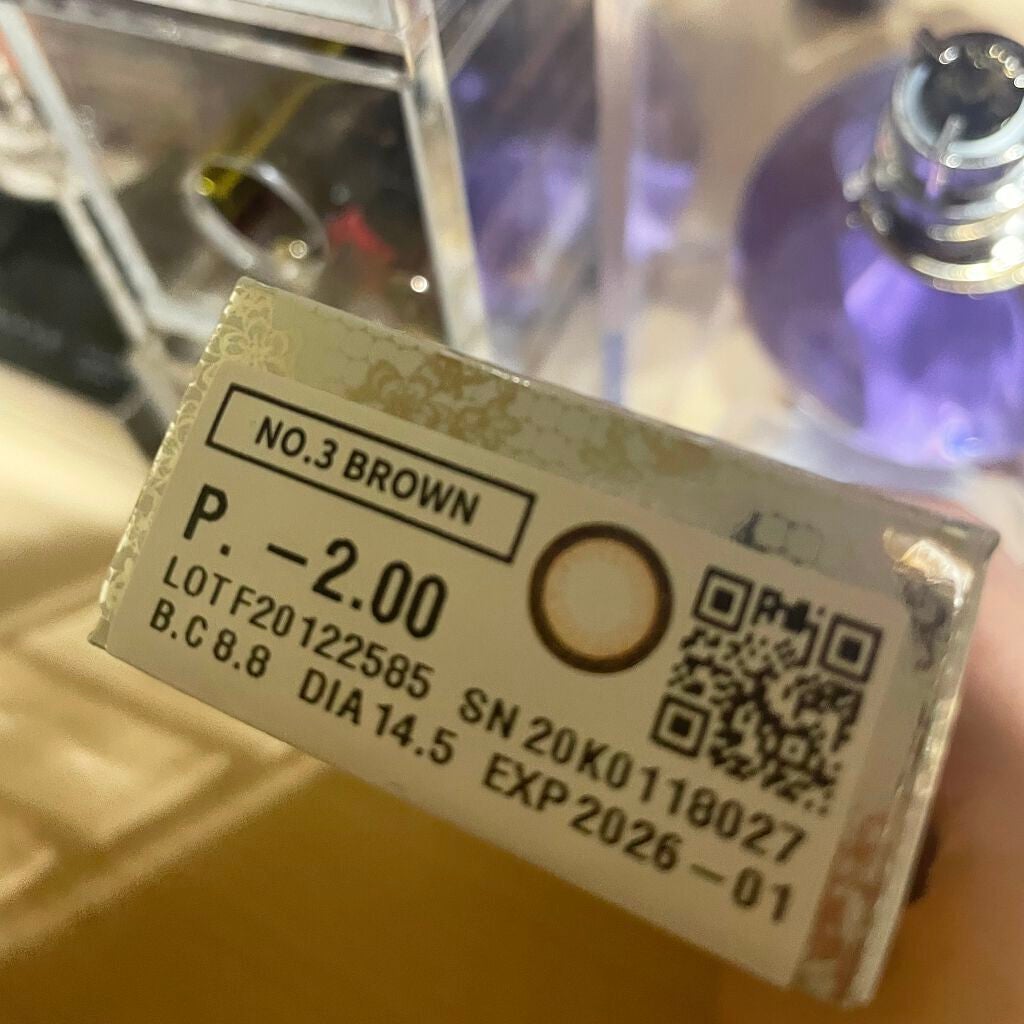 NO.3 BROWN
P. −2.00
LOT F20122585 SN 20K0118027
B.C 8.8 DIA 14.5 EXP 2026−01